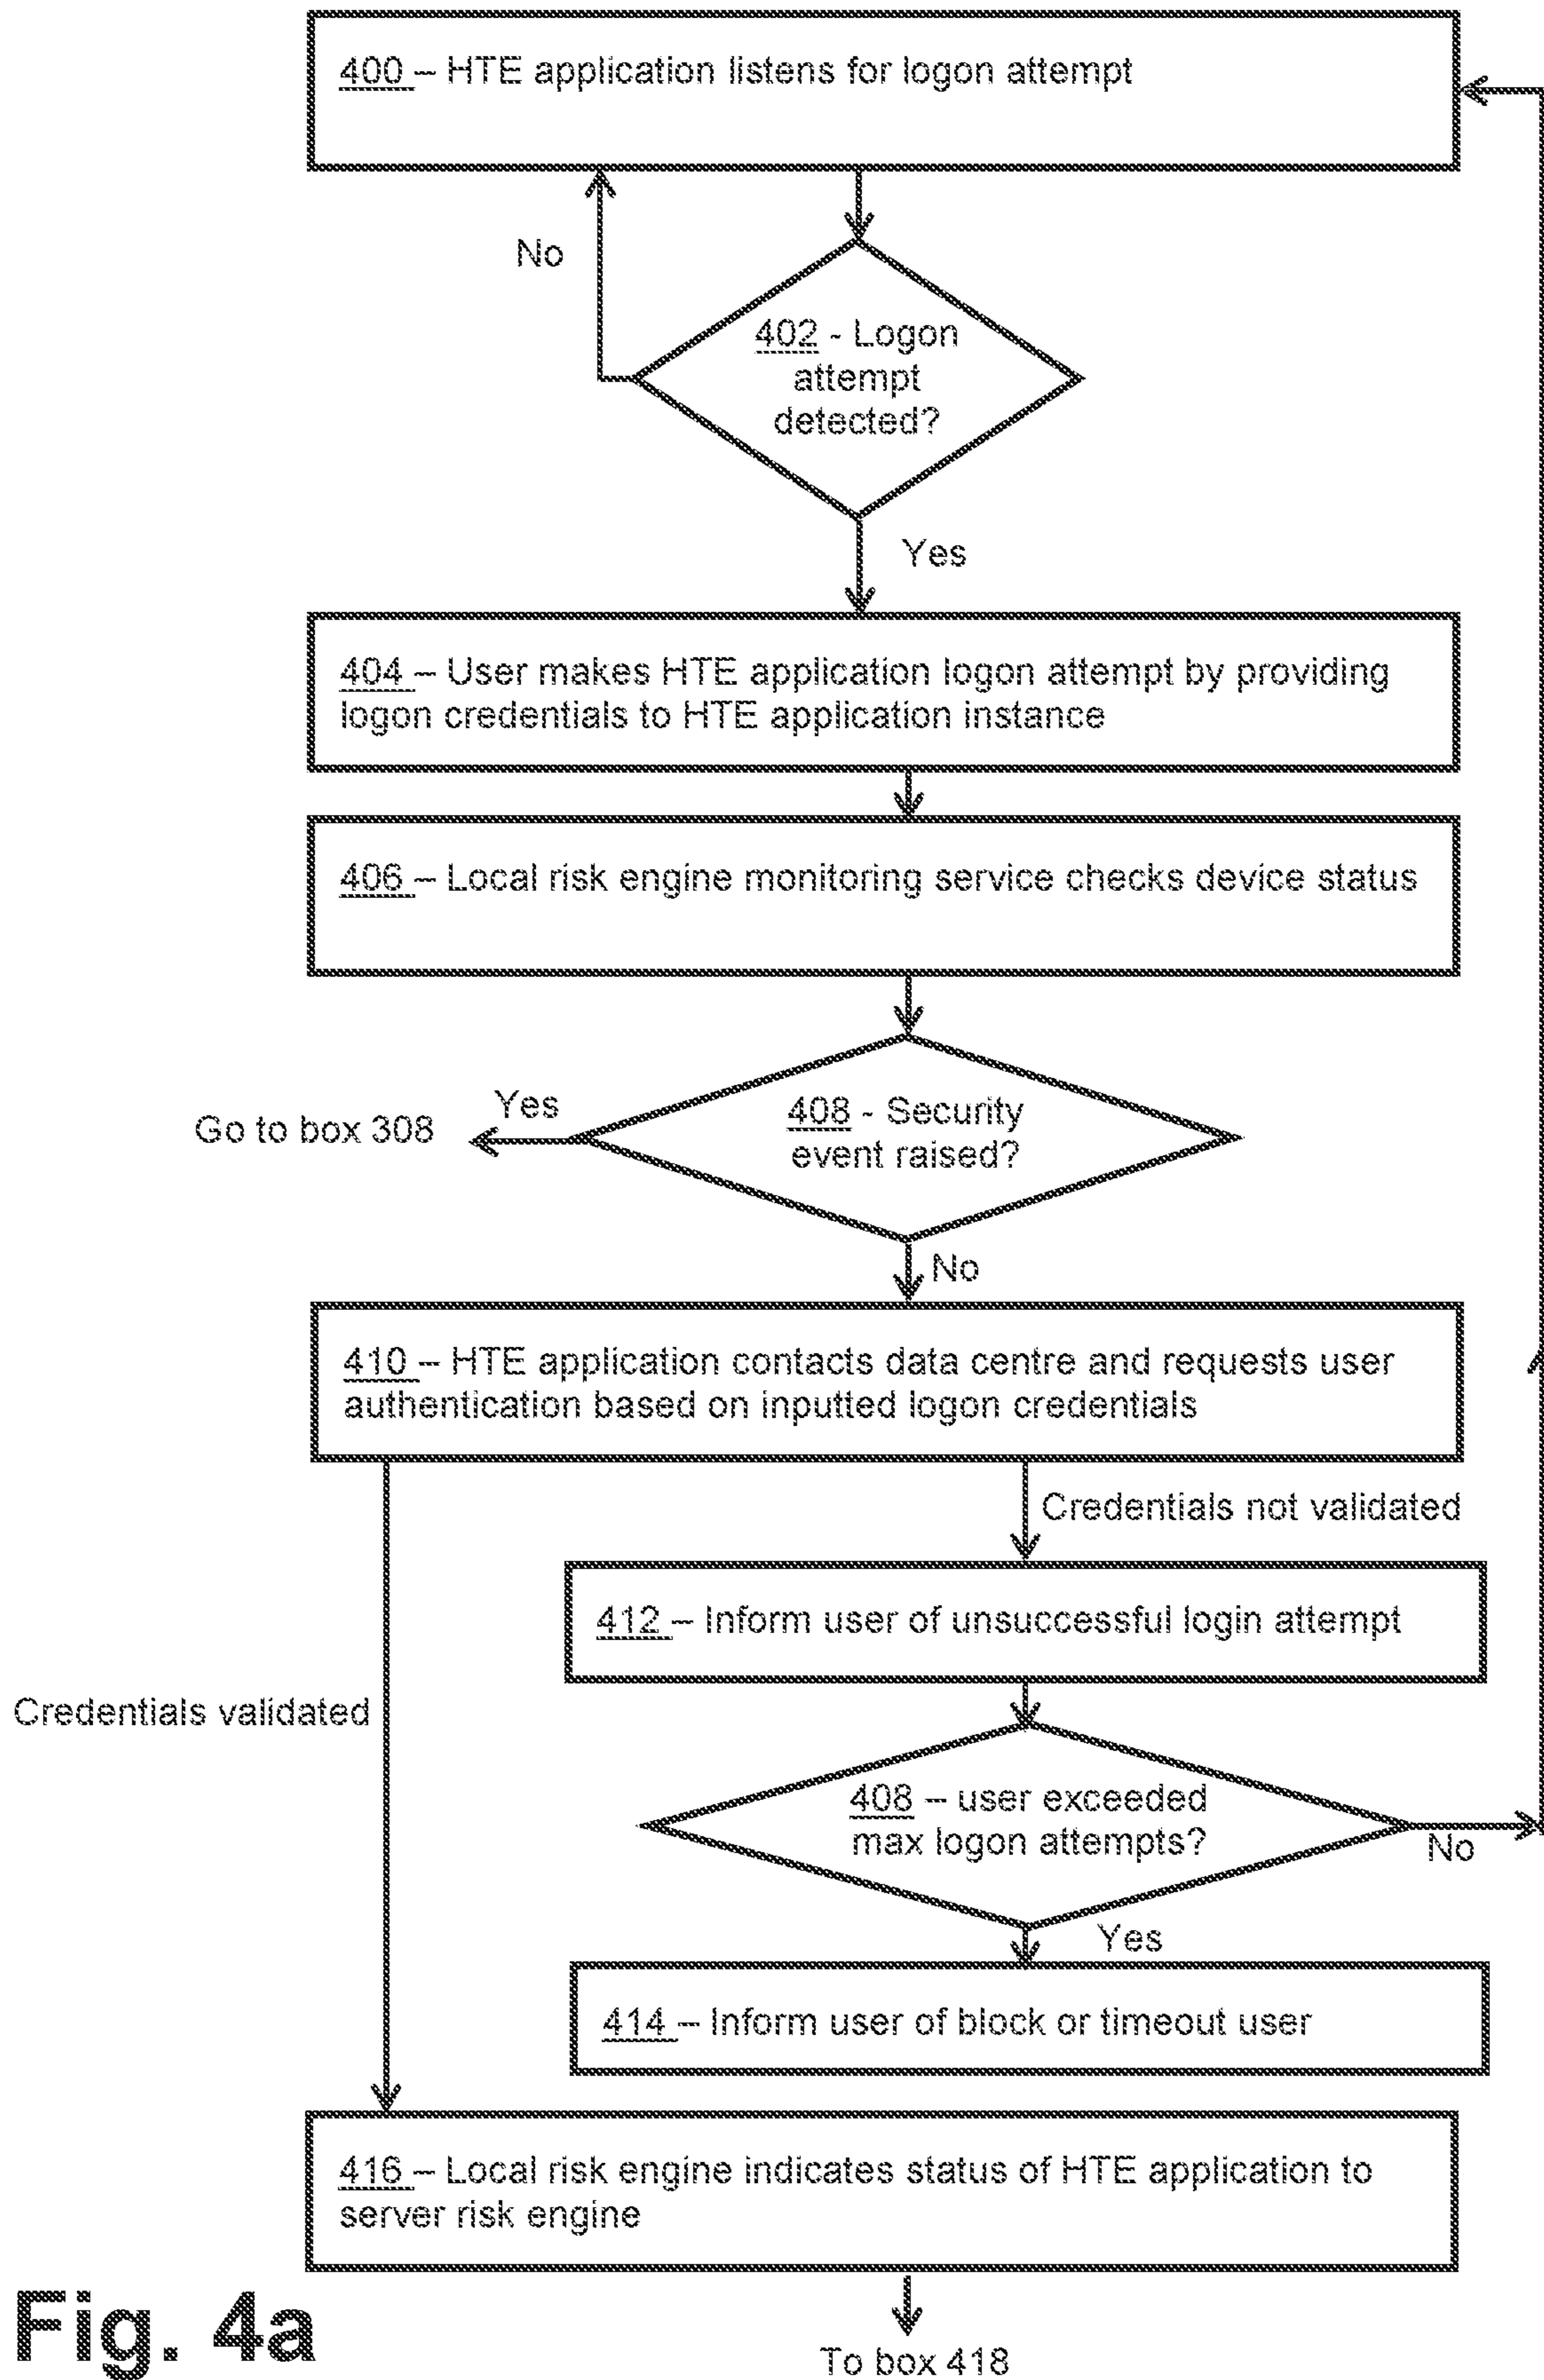 400 – HTE application listens for logon attempt
No
402 - Logon
attempt
detected?
Yes
404 – User makes HTE application logon attempt by providing
logon credentials to HTE application instance
406 – Local risk engine monitoring service checks device status
Yes
Go to box 308
408 - Security
event raised?
No
410 – HTE application contacts data centre and requests user
authentication based on inputted logon credentials
Credentials not validated
412 – Inform user of unsuccessful login attempt
Credentials validated
408 – user exceeded
max logon attempts?
No
Yes
414 – Inform user of block or timeout user
416 – Local risk engine indicates status of HTE application to
server risk engine
Fig. 4a
To box 418